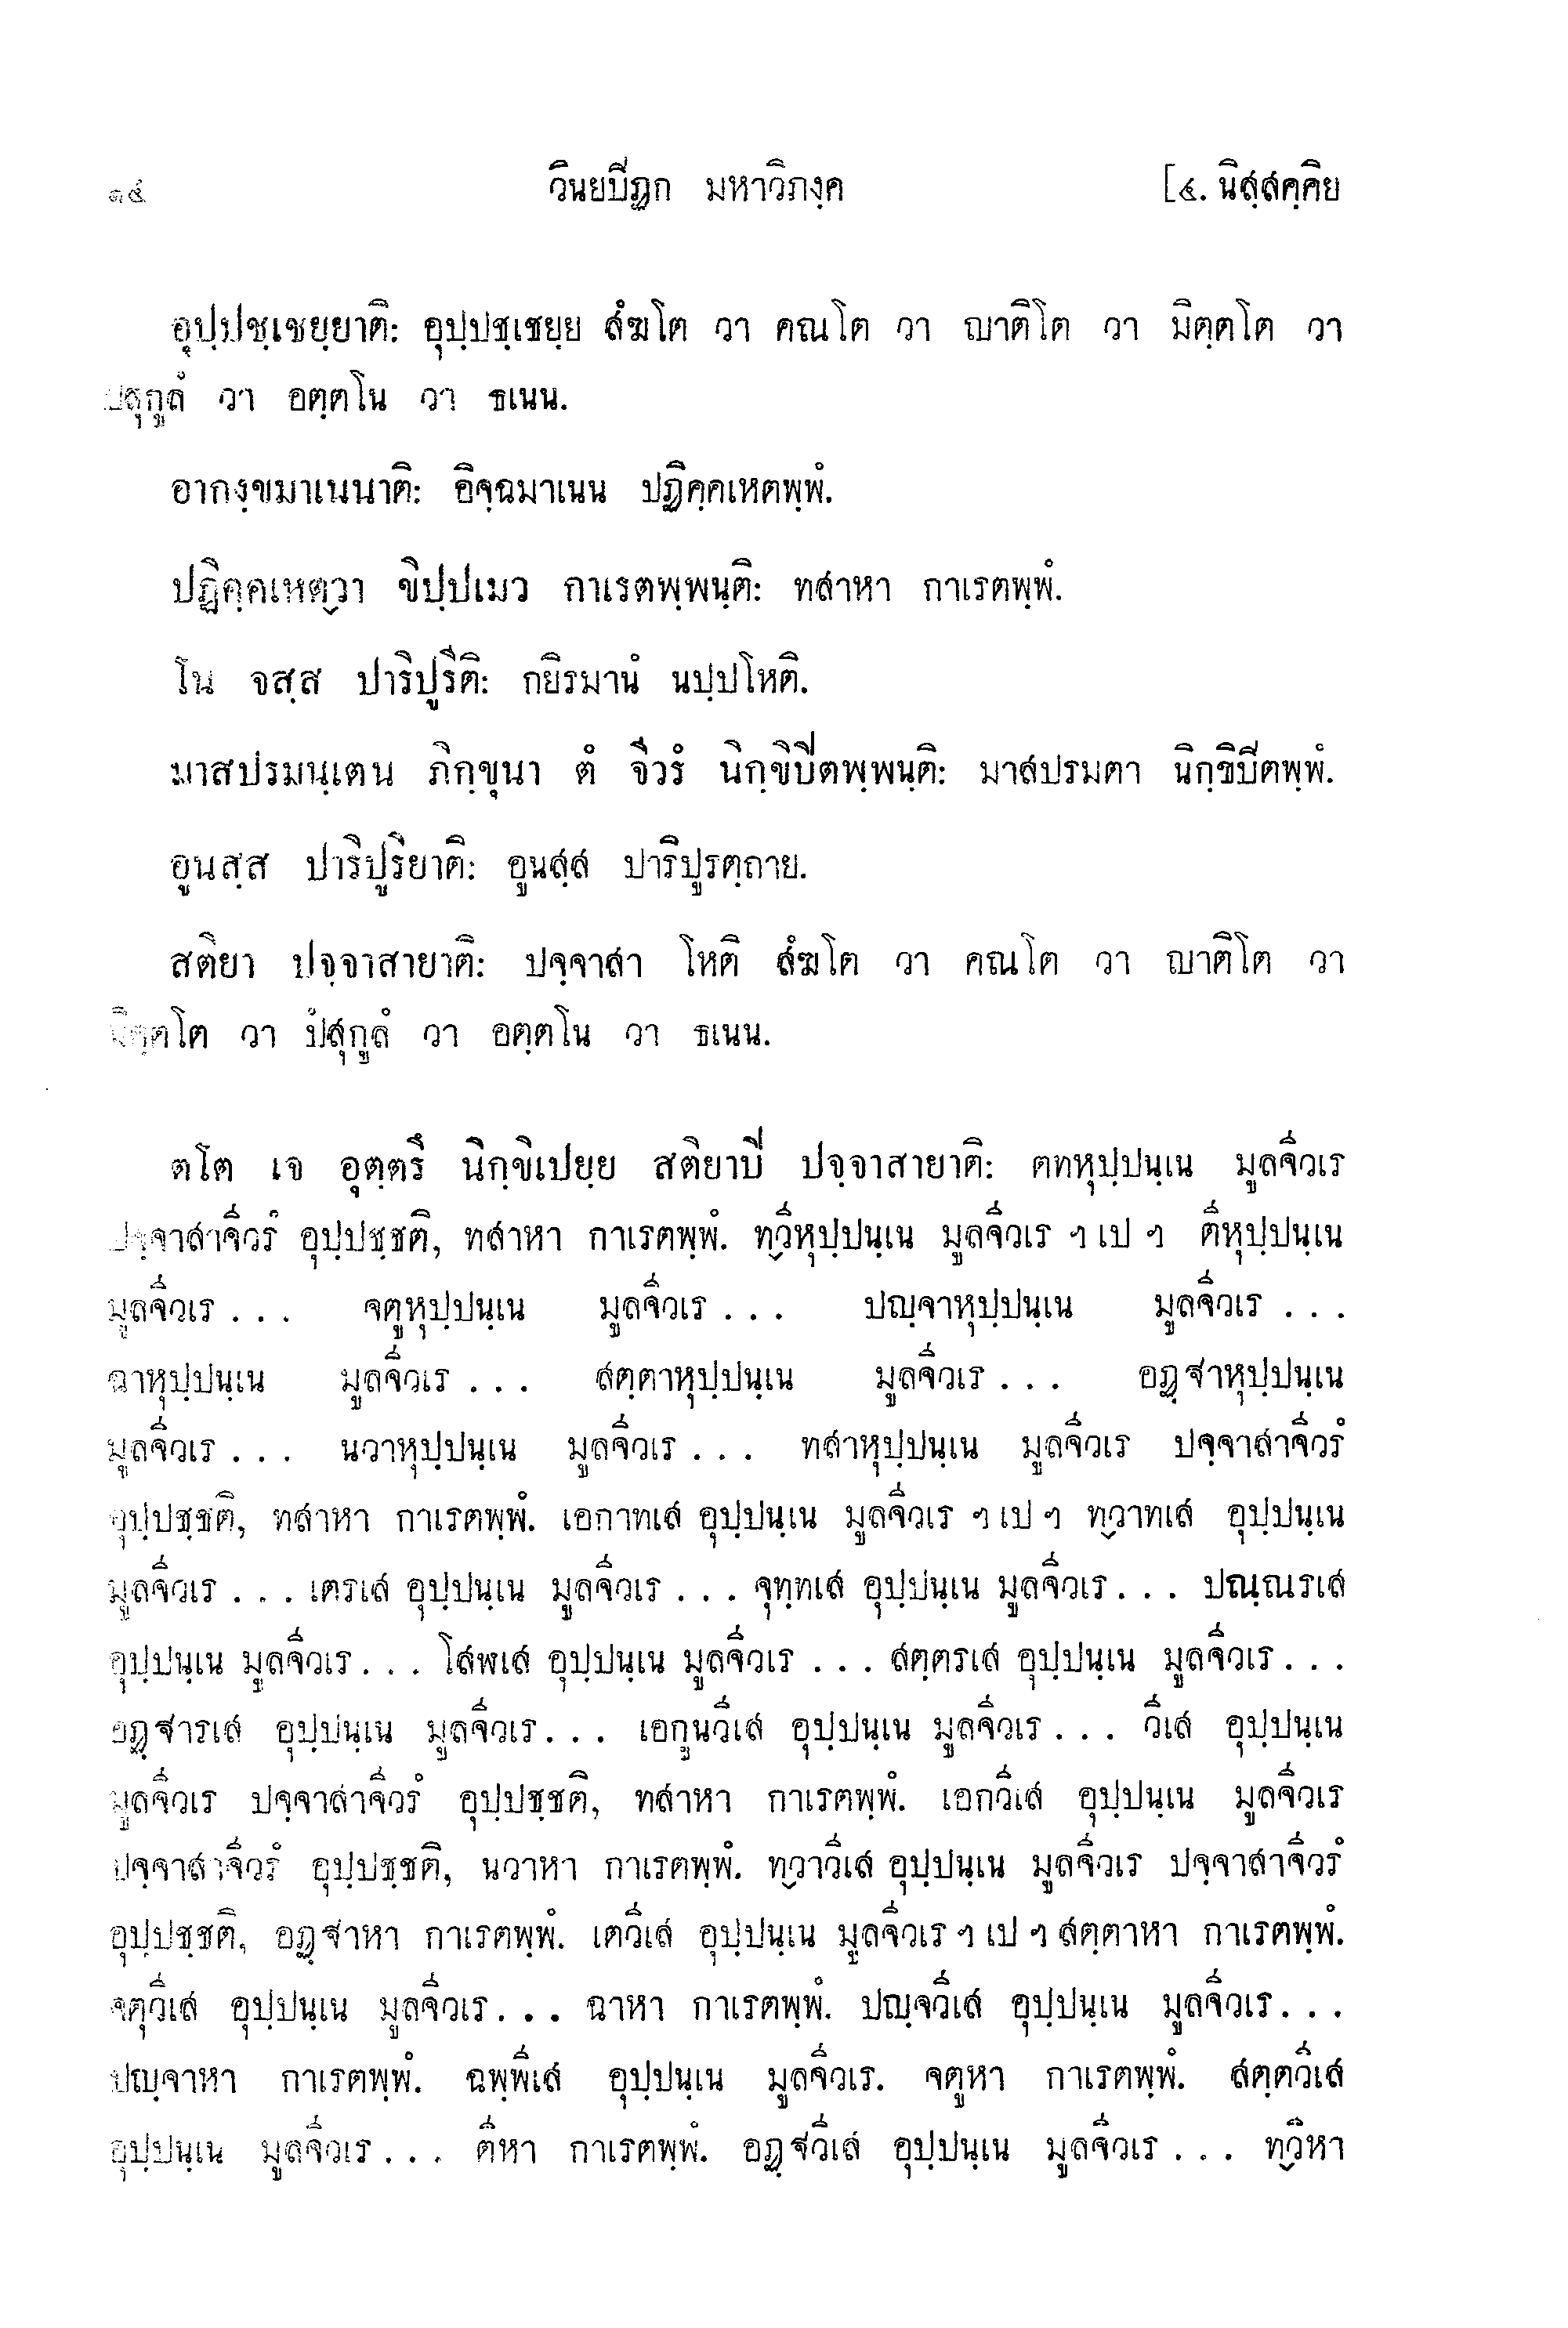 วินยปิฏก มหาวิภงฺค [๔. นิสฺสคฺคิย
อุปฺปชฺเชยฺยาติ: อุปฺปชฺเชยฺย สํฆโต วา คณโต วา ญาติโต วา มิตฺตโต วา
ปํสุกูลํ วา อตฺตโน วา ธเนน.
อากงฺขมาเนนาติ: อิจฺฉมาเนน ปฏิคฺคเหตพฺพํ.
ปฏิคฺคเหตฺวา ขิปฺปเมว กาเรตพฺพนฺติ: ทสาหา กาเรตพฺพํ.
โน จสฺส ปาริปูรีติ: กยิรมานํ นปฺปโหติ.
มาสปรมนฺเตน ภิกฺขุนา ตํ จีวรํ นิกฺขิปิตพฺพนฺติ: มาสปรมตา นิกฺขิปิตพฺพํ.
อูนสฺส ปาริปูริยาติ: อูนสฺส ปาริปูรตฺถาย.
สติยา ปจฺจาสายาติ: ปจฺจาสา โหติ สํฆโต วา คณโต วา ญาติโต วา
มิตฺตโต วา ปํสุกูลํ วา อตฺตโน วา ธเนน.
ตโต เจ อุตฺตรึ นิกฺขิเปยฺย สติยาปิ ปจฺจาสายาติ: ตทหุปฺปนฺเน มูลจีวเร
ปจฺจาสาจีวรํ อุปฺปชฺชติ, ทสาหา กาเรตพฺพํ. ทฺวีหุปฺปนฺเน มูลจีวเร ฯ เป ฯ ตีหุปฺปนฺเน
มูลจีวเร . . . จตูหุปฺปนฺเน มูลจีวเร . . . ปญฺจาหุปฺปนฺเน มูลจีวเร . . .
ฉาหุปฺปนฺเน มูลจีวเร . . . สตฺตาหุปฺปนฺเน มูลจีวเร . . . อฏฺฐาหุปฺปนฺเน
มูลจีวเร . . . นวาหุปฺปนฺเน มูลจีวเร . . . ทสาหุปฺปนฺเน มูลจีวเร ปจฺจาสาจีวรํ
อุปฺปชฺชติ, ทสาหา กาเรตพฺพํ. เอกาทเส อุปฺปนฺเน มูลจีวเร ฯ เป ฯ ทฺวาทเส อุปฺปนฺเน
มูลจีวเร . . . เตรเส อุปฺปนฺเน มูลจีวเร . . . จุทฺทเส อุปฺปนฺเน มูลจีวเร . . . ปณฺณรเส
อุปฺปนฺเน มูลจีวเร . . . โสฬเส อุปฺปนฺเน มูลจีวเร . . . สตฺตรเส อุปฺปนฺเน มูลจีวเร . . .
อฏฺฐารเส อุปฺปนฺเน มูลจีวเร . . . เอกูนวีเส อุปฺปนฺเน มูลจีวเร . . . วีเส อุปฺปนฺเน
มูลจีวเร ปจฺจาสาจีวรํ อุปฺปชฺชติ, ทสาหา กาเรตพฺพํ. เอกวีเส อุปฺปนฺเน มูลจีวเร
ปจฺจาสาจีวรํ อุปฺปชฺชติ, นวาหา กาเรตพฺพํ. ทฺวาวีเส อุปฺปนฺเน มูลจีวเร ปจฺจาสาจีวรํ
อุปฺปชฺชติ, อฏฺฐาหา กาเรตพฺพํ. เตวีเส อุปฺปนฺเน มูลจีวเร ฯ เป ฯ สตฺตาหา กาเรตพฺพํ.
จตุวีเส อุปฺปนฺเน มูลจีวเร . . . ฉาหา กาเรตพฺพํ. ปญฺจวีเส อุปฺปนฺเน มูลจีวเร . . .
ปญฺจาหา กาเรตพฺพํ. ฉพฺพีเส อุปฺปนฺเน มูลจีวเร. จตูหา กาเรตพฺพํ. สตฺตวีเส
อุปฺปนฺเน มูลจีวเร . . . ตีหา กาเรตพฺพํ. อฏฺฐวีเส อุปฺปนฺเน มูลจีวเร . . . ทฺวีหา